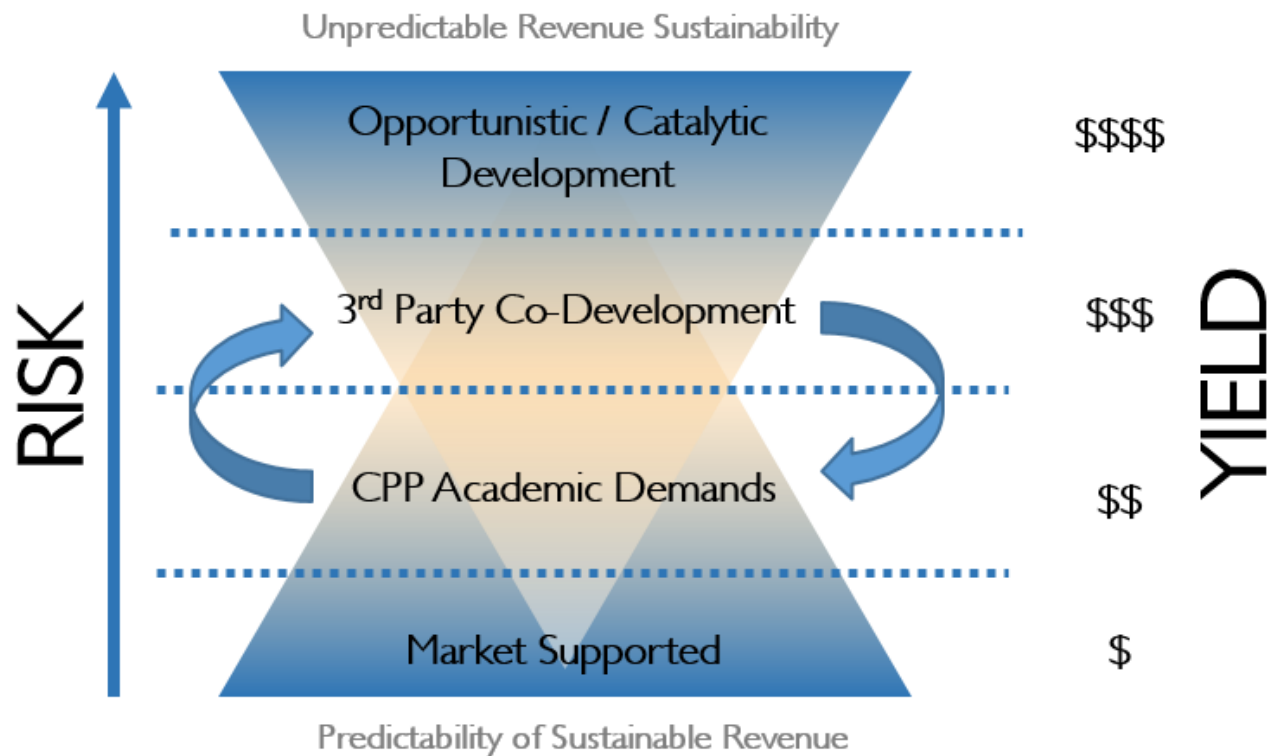 Unpredictable Revenue Sustainability
Opportunistic / Catalytic
Development
$$$$
3rd Party Co-Development
$$$
RISK
YIELD
CPP Academic Demands
$$
Market Supported
$
Predictability of Sustainable Revenue